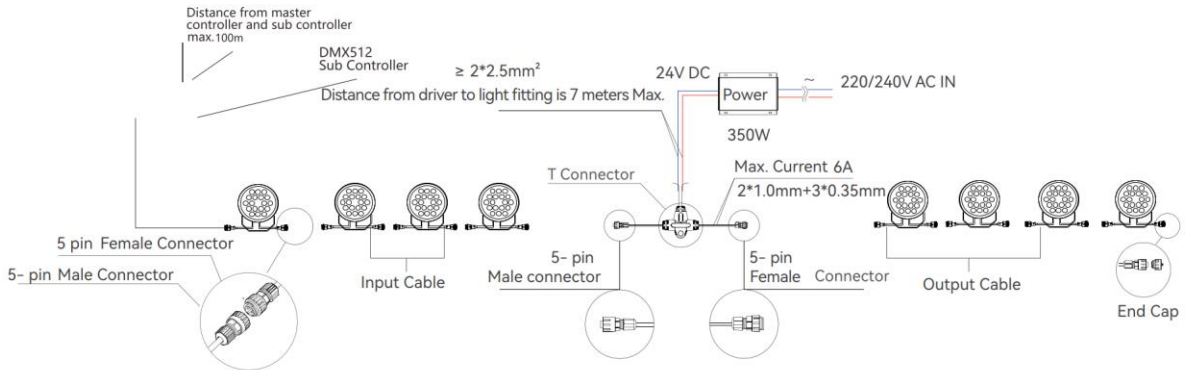 Distance from master
controller and sub controller
max.100m
DMX512
Sub Controller
≥ 2*2.5mm²
Distance from driver to light fitting is 7 meters Max.
24V DC
Power
~
220/240V AC IN
350W
T Connector
Max. Current 6A
2*1.0mm+3*0.35mm
5 pin Female Connector
5- pin Male Connector
Input Cable
5- pin
Male connector
5- pin
Female Connector
Output Cable
End Cap